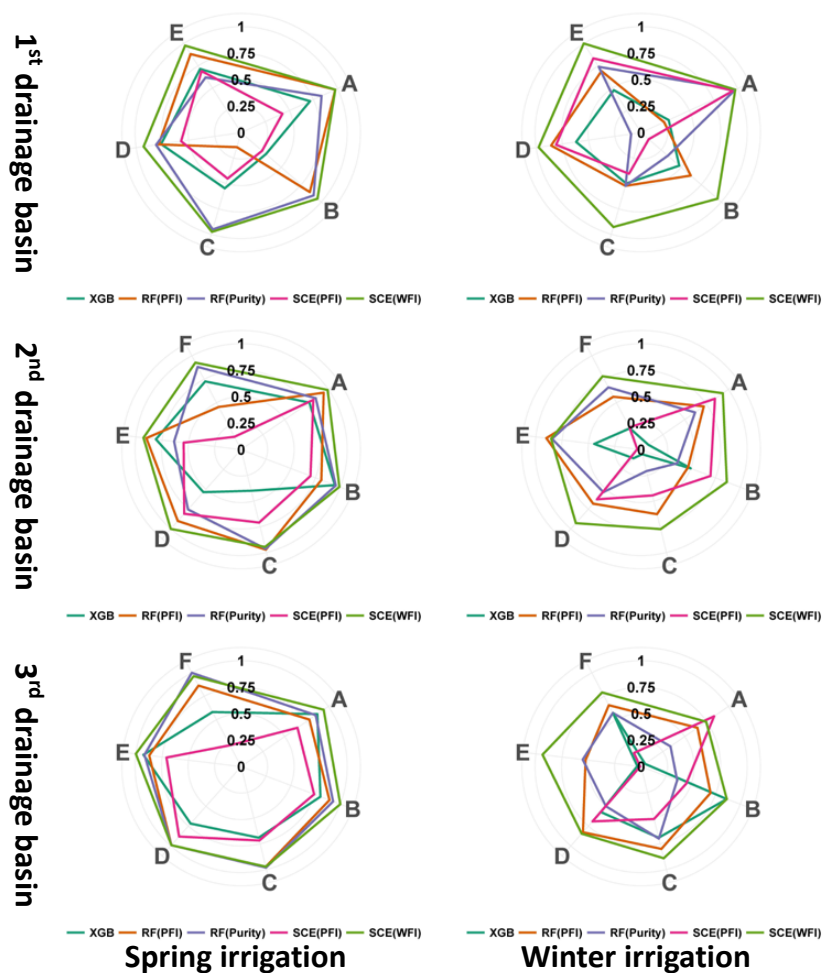 1st drainage basin
E
1
0.75
0.5
0.25
0
A
D
B
C
XGB RF(PFI) RF(Purity) SCE(PFI) SCE(WFI)
E
1
0.75
0.5
0.25
0
A
D
B
C
XGB RF(PFI) RF(Purity) SCE(PFI) SCE(WFI)
2nd drainage basin
F
1
0.75
0.5
0.25
0
A
E
B
D
C
XGB RF(PFI) RF(Purity) SCE(PFI) SCE(WFI)
F
1
0.75
0.5
0.25
0
A
E
B
D
C
XGB RF(PFI) RF(Purity) SCE(PFI) SCE(WFI)
3rd drainage basin
F
1
0.75
0.5
0.25
0
A
E
B
D
C
XGB RF(PFI) RF(Purity) SCE(PFI) SCE(WFI)
F
1
0.75
0.5
0.25
0
A
E
B
D
C
XGB RF(PFI) RF(Purity) SCE(PFI) SCE(WFI)
Spring irrigation
Winter irrigation